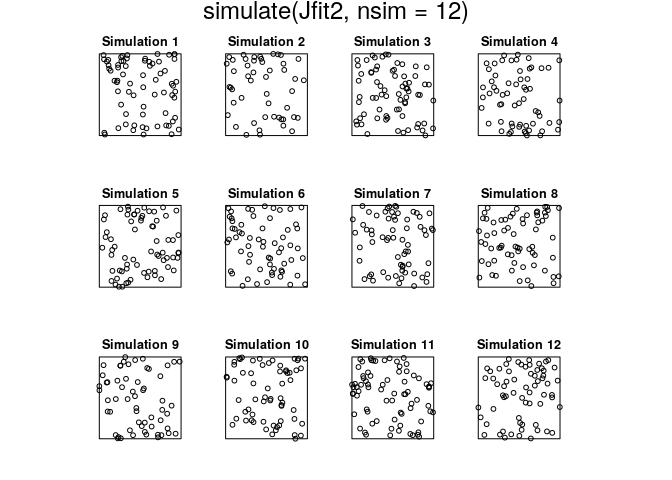 simulate(Jfit2, nsim = 12)
Simulation 1
Simulation 2
Simulation 3
Simulation 4
Simulation 5
Simulation 6
Simulation 7
Simulation 8
Simulation 9
Simulation 10
Simulation 11
Simulation 12